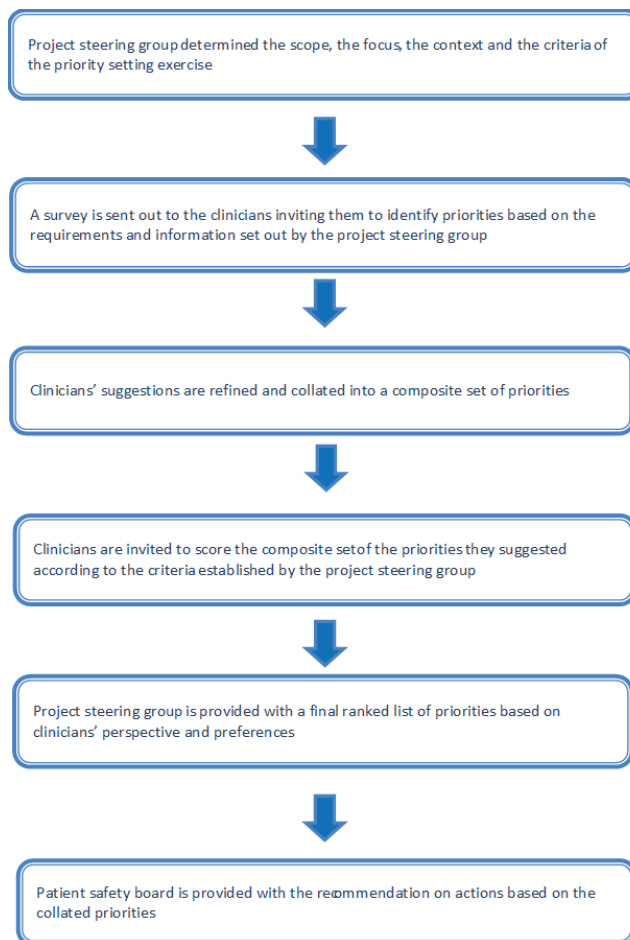 Project steering group determined the scope, the focus, the context and the criteria of
the priority setting exercise
A survey is sent out to the clinicians inviting them to identify priorities based on the
requirements and information set out by the project steering group
Clinicians’ suggestions are refined and collated into a composite set of priorities
Clinicians are invited to score the composite set of the priorities they suggested
according to the criteria established by the project steering group
Project steering group is provided with a final ranked list of priorities based on
clinicians’ perspective and preferences
Patient safety board is provided with the recommendation on actions based on the
collated priorities